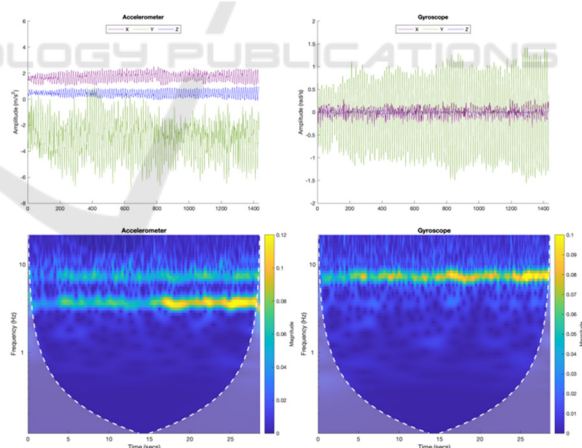 Accelerometer
X Y Z
6
4
2
0
-2
-4
-6
-8
Amplitude (m/s²)
0 200 400 600 800 1000 1200 1400
Gyroscope
X Y Z
2
1.5
1
0.5
0
-0.5
-1
-1.5
-2
Amplitude (rad/s)
0 200 400 600 800 1000 1200 1400
OLOGY PUBLICATIONS
Accelerometer
10
1
Frequency (Hz)
0 5 10 15 20 25
Time (secs)
0.12
0.1
0.08
0.06
0.04
0.02
0
Magnitude
Gyroscope
10
1
Frequency (Hz)
0 5 10 15 20 25
Time (secs)
0.1
0.09
0.08
0.07
0.06
0.05
0.04
0.03
0.02
0.01
0
Magnitude